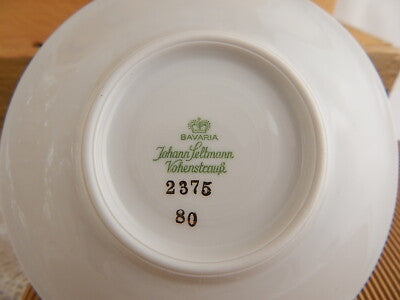 BAVARIA
Johann Seltmann
Vohenstrauß
2375
80